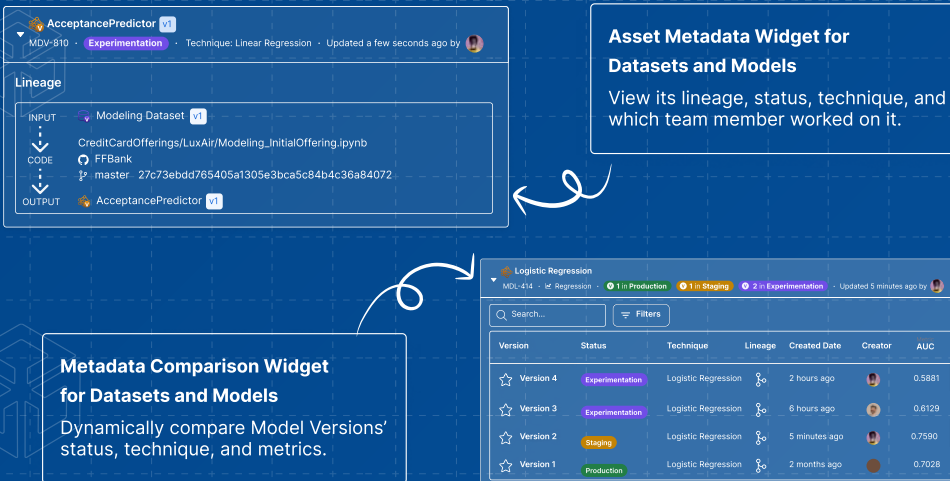 AcceptancePredictor v1
MDV-810 · Experimentation · Technique: Linear Regression · Updated a few seconds ago by
Lineage
INPUT Modeling Dataset v1
CreditCardOfferings/LuxAir/Modeling_InitialOffering.ipynb
CODE FFBank
master 27c73ebdd765405a1305e3bca5c84b4c36a84072
OUTPUT AcceptancePredictor v1
Asset Metadata Widget for
Datasets and Models
View its lineage, status, technique, and
which team member worked on it.
Metadata Comparison Widget
for Datasets and Models
Dynamically compare Model Versions’
status, technique, and metrics.
Logistic Regression
MDL-414 · Regression · V 1 in Production V 1 in Staging V 2 in Experimentation · Updated 5 minutes ago by
Search... Filters
Version Status Technique Lineage Created Date Creator AUC
Version 4 Experimentation Logistic Regression 2 hours ago 0.5881
Version 3 Experimentation Logistic Regression 6 hours ago 0.6129
Version 2 Staging Logistic Regression 5 minutes ago 0.7590
Version 1 Production Logistic Regression 2 months ago 0.7028